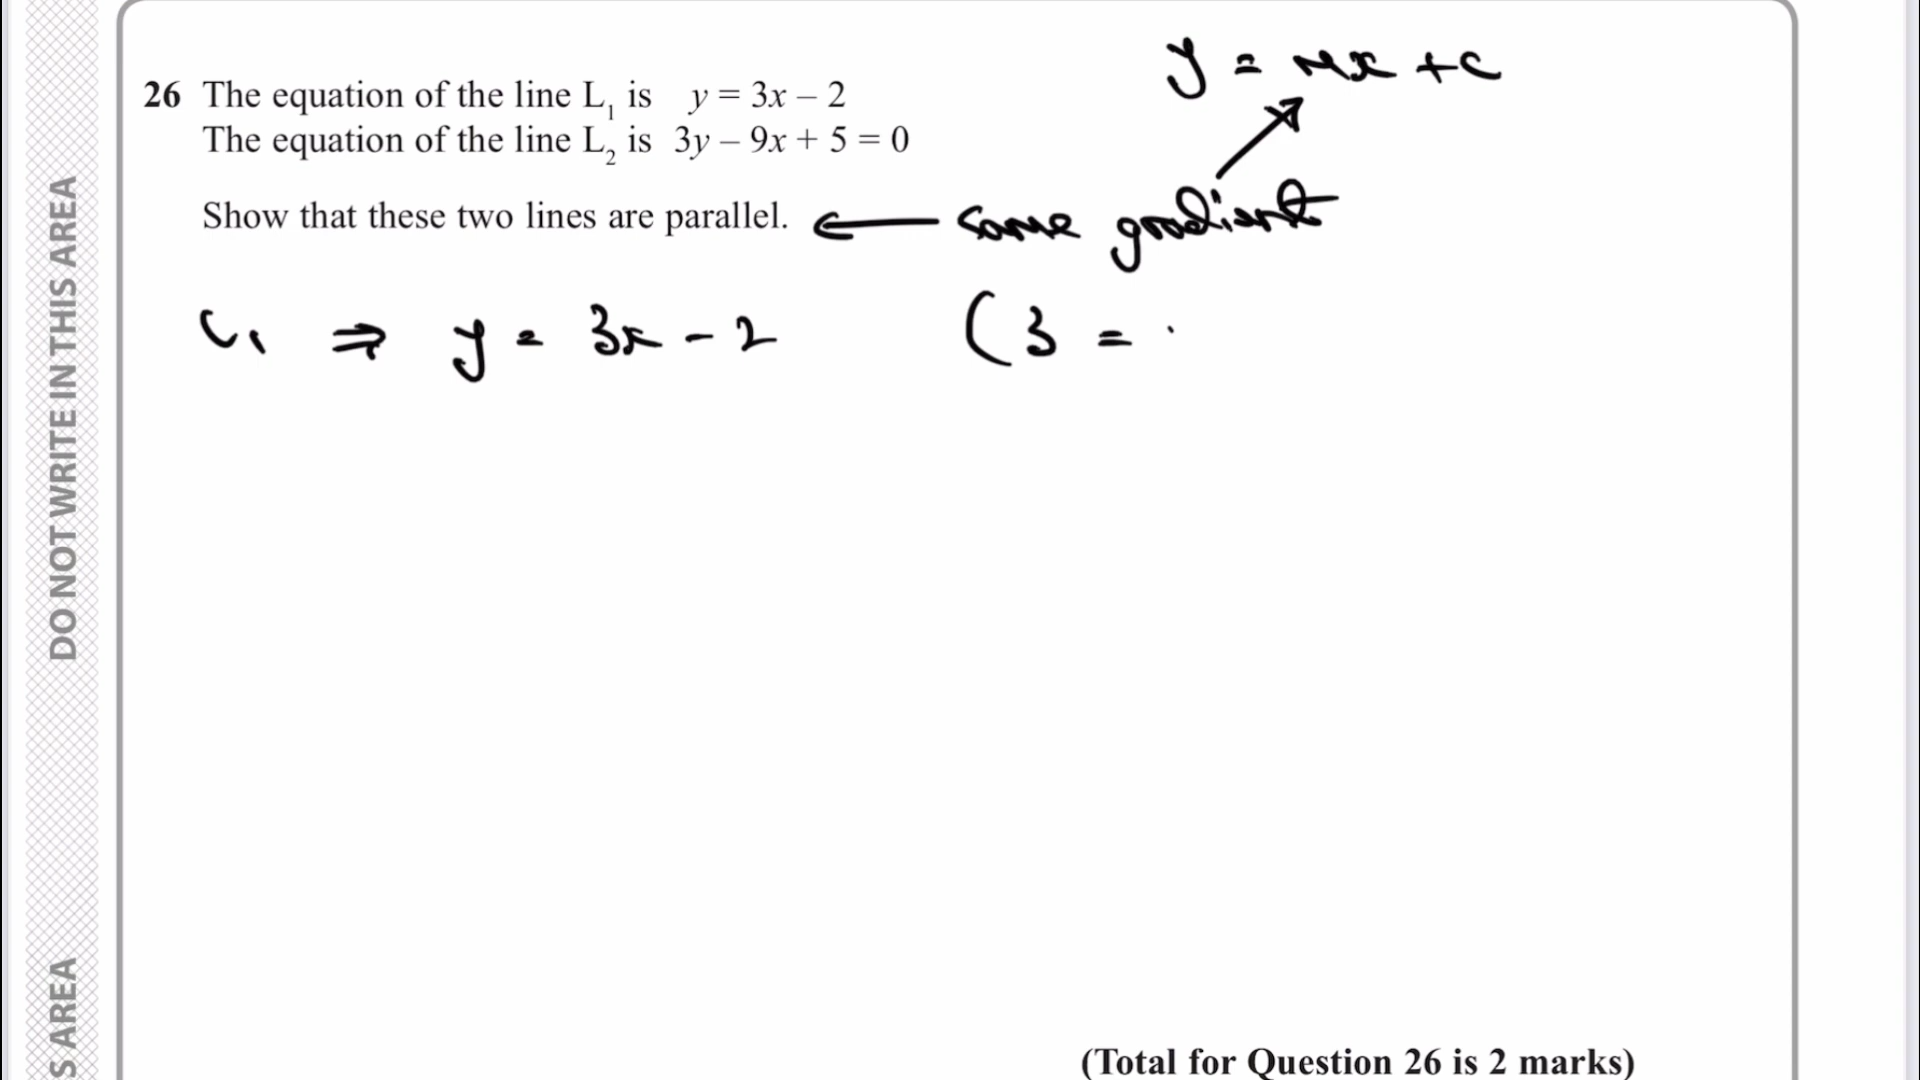 y = mx + c
26 The equation of the line L₁ is y = 3x – 2
The equation of the line L₂ is 3y – 9x + 5 = 0
Show that these two lines are parallel. ← same gradient
L₁ ⇒ y = 3x - 2 (3 =
DO NOT WRITE IN THIS AREA
S AREA
(Total for Question 26 is 2 marks)